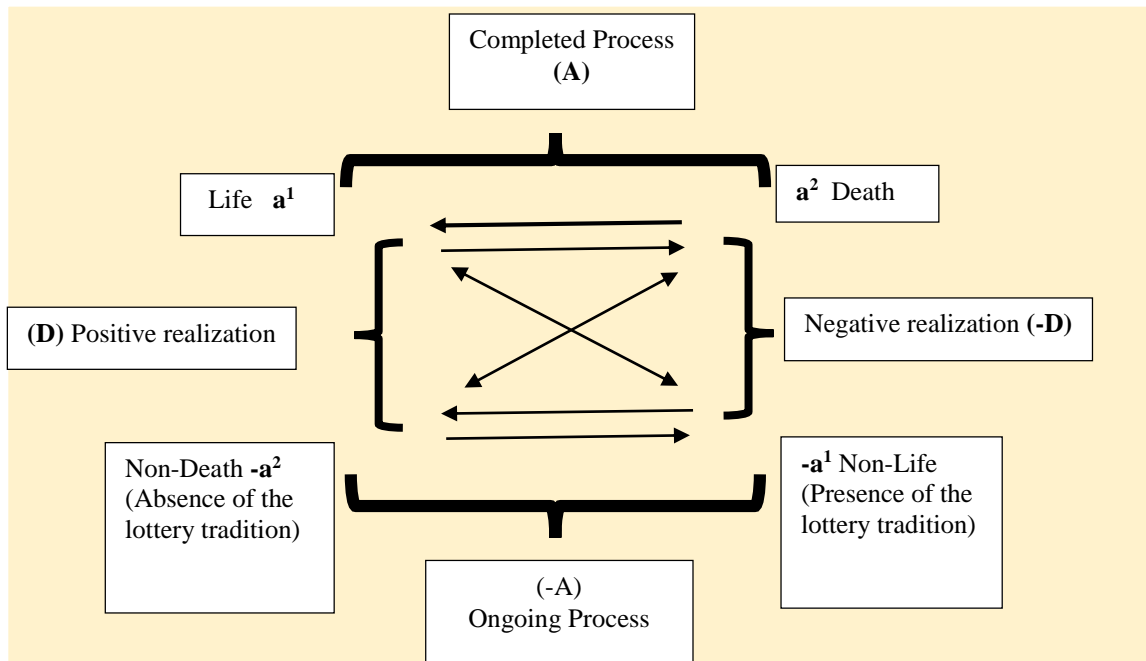 Completed Process
(A)
Life a¹
a² Death
(D) Positive realization
Negative realization (-D)
Non-Death -a²
(Absence of the
lottery tradition)
-a¹ Non-Life
(Presence of the
lottery tradition)
(-A)
Ongoing Process